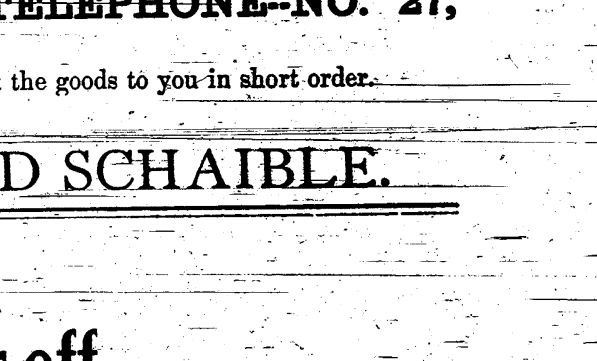 TELEPHONE--NO. 27,
the goods to you in short order.
D SCHAIBLE.
off